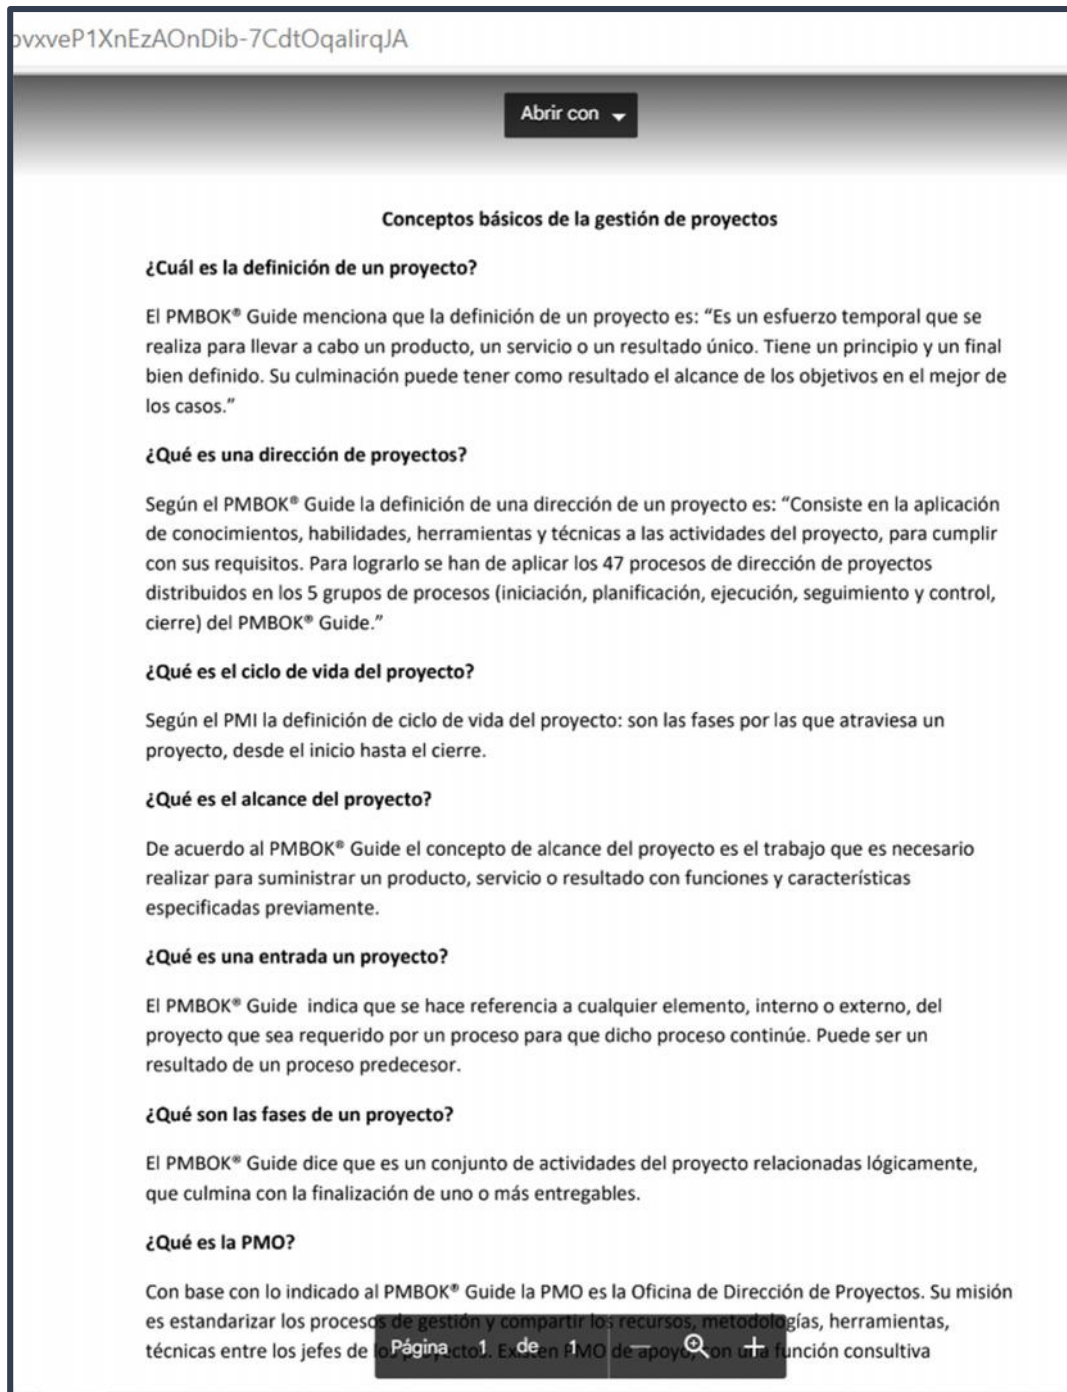 ovxveP1XnEzAOnDib-7CdtOqaIirqJA
Abrir con
Conceptos básicos de la gestión de proyectos
¿Cuál es la definición de un proyecto?
El PMBOK® Guide menciona que la definición de un proyecto es: “Es un esfuerzo temporal que se
realiza para llevar a cabo un producto, un servicio o un resultado único. Tiene un principio y un final
bien definido. Su culminación puede tener como resultado el alcance de los objetivos en el mejor de
los casos.”
¿Qué es una dirección de proyectos?
Según el PMBOK® Guide la definición de una dirección de un proyecto es: “Consiste en la aplicación
de conocimientos, habilidades, herramientas y técnicas a las actividades del proyecto, para cumplir
con sus requisitos. Para lograrlo se han de aplicar los 47 procesos de dirección de proyectos
distribuidos en los 5 grupos de procesos (iniciación, planificación, ejecución, seguimiento y control,
cierre) del PMBOK® Guide.”
¿Qué es el ciclo de vida del proyecto?
Según el PMI la definición de ciclo de vida del proyecto: son las fases por las que atraviesa un
proyecto, desde el inicio hasta el cierre.
¿Qué es el alcance del proyecto?
De acuerdo al PMBOK® Guide el concepto de alcance del proyecto es el trabajo que es necesario
realizar para suministrar un producto, servicio o resultado con funciones y características
especificadas previamente.
¿Qué es una entrada un proyecto?
El PMBOK® Guide indica que se hace referencia a cualquier elemento, interno o externo, del
proyecto que sea requerido por un proceso para que dicho proceso continúe. Puede ser un
resultado de un proceso predecesor.
¿Qué son las fases de un proyecto?
El PMBOK® Guide dice que es un conjunto de actividades del proyecto relacionadas lógicamente,
que culmina con la finalización de uno o más entregables.
¿Qué es la PMO?
Con base con lo indicado al PMBOK® Guide la PMO es la Oficina de Dirección de Proyectos. Su misión
es estandarizar los procesos de gestión y compartir los recursos, metodologías, herramientas,
técnicas entre los jefes de los proyectos. Existen PMO de apoyo, con una función consultiva
Página 1 de 1